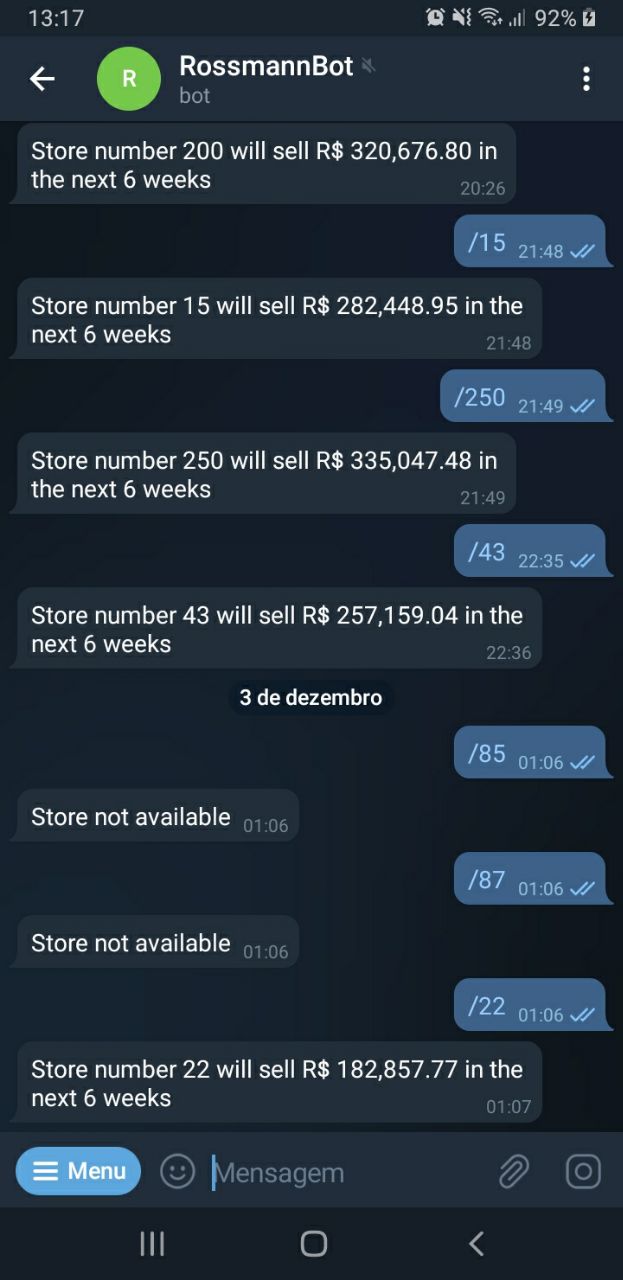 13:17
92%
R
RossmannBot
bot
Store number 200 will sell R$ 320,676.80 in
the next 6 weeks
20:26
/15 21:48
Store number 15 will sell R$ 282,448.95 in the
next 6 weeks
21:48
/250 21:49
Store number 250 will sell R$ 335,047.48 in
the next 6 weeks
21:49
/43 22:35
Store number 43 will sell R$ 257,159.04 in the
next 6 weeks
22:36
3 de dezembro
/85 01:06
Store not available 01:06
/87 01:06
Store not available 01:06
/22 01:06
Store number 22 will sell R$ 182,857.77 in the
next 6 weeks
01:07
Menu
Mensagem